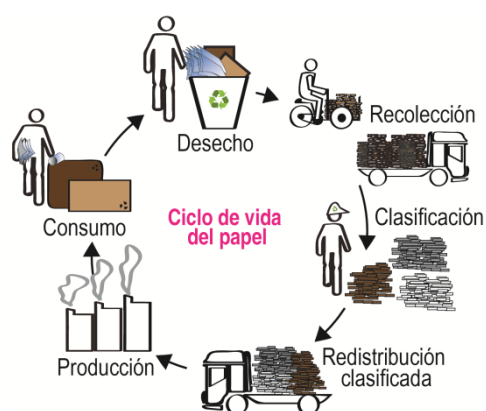 Desecho
Recolección
Clasificación
Ciclo de vida
del papel
Consumo
Producción
Redistribución
clasificada